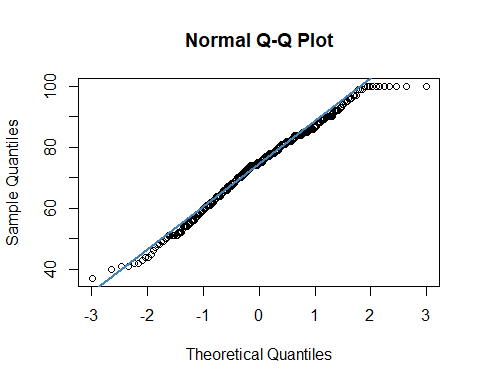 Normal Q-Q Plot
Sample Quantiles
100
80
60
40
-3 -2 -1 0 1 2 3
Theoretical Quantiles